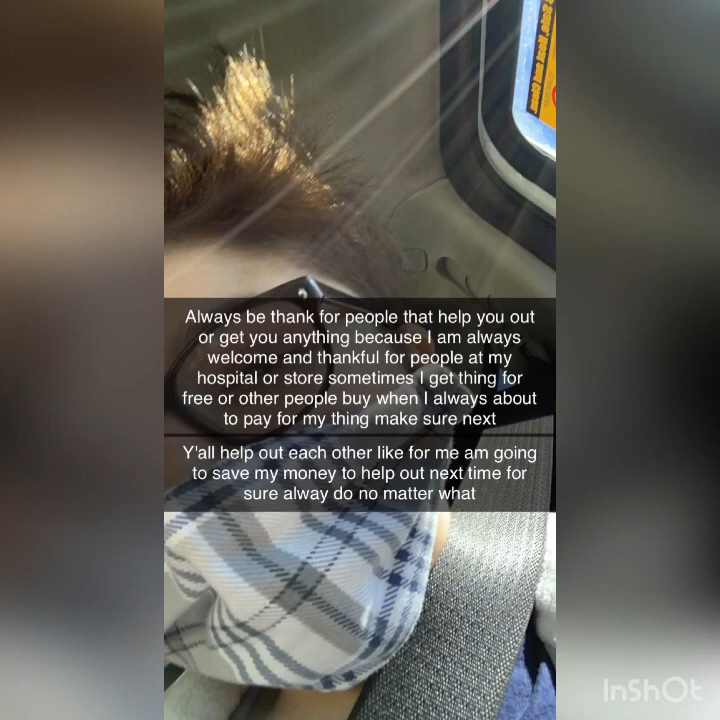 Always be thank for people that help you out
or get you anything because I am always
welcome and thankful for people at my
hospital or store sometimes I get thing for
free or other people buy when I always about
to pay for my thing make sure next
Y'all help out each other like for me am going
to save my money to help out next time for
sure alway do no matter what
InShOt